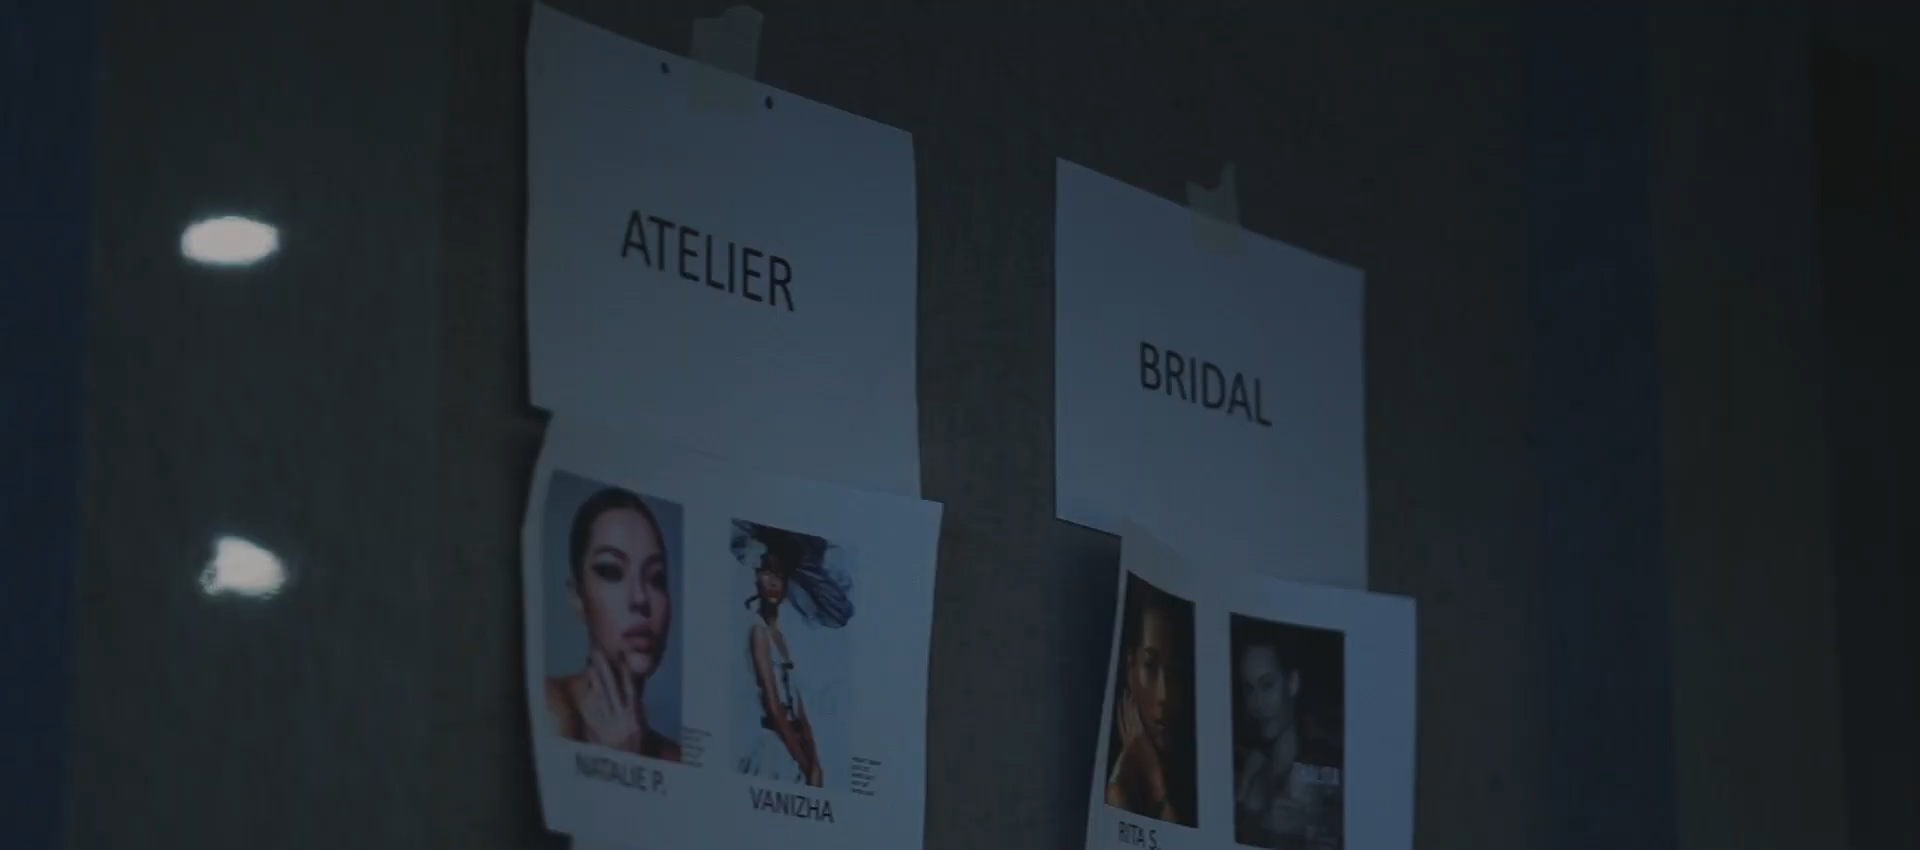 ATELIER
BRIDAL
NATALIE P.
VANIZHA
RITA S.